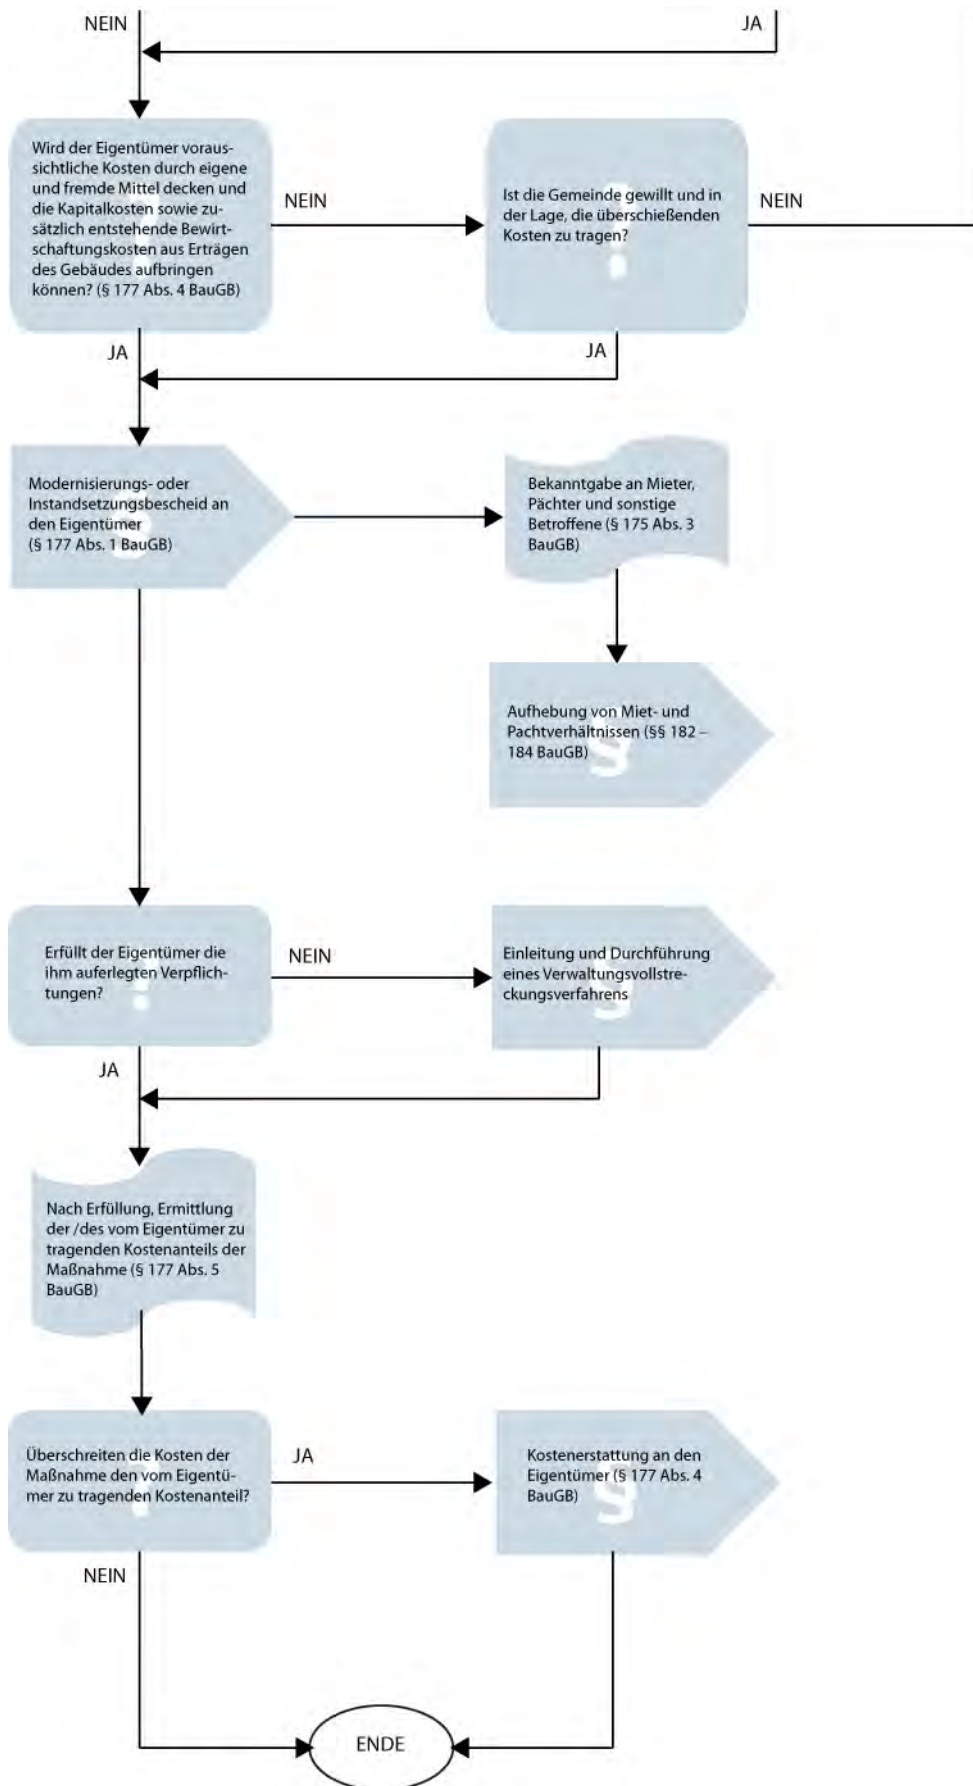 NEIN
JA
Wird der Eigentümer voraus-
sichtliche Kosten durch eigene
und fremde Mittel decken und
die Kapitalkosten sowie zu-
sätzlich entstehende Bewirt-
schaftungskosten aus Erträgen
des Gebäudes aufbringen
können? (§ 177 Abs. 4 BauGB)
?
NEIN
Ist die Gemeinde gewillt und in
der Lage, die überschießenden
Kosten zu tragen?
?
NEIN
JA
JA
Modernisierungs- oder
Instandsetzungsbescheid an
den Eigentümer
(§ 177 Abs. 1 BauGB)
§
Bekanntgabe an Mieter,
Pächter und sonstige
Betroffene (§ 175 Abs. 3
BauGB)
Aufhebung von Miet- und
Pachtverhältnissen (§§ 182 –
184 BauGB)
§
Erfüllt der Eigentümer die
ihm auferlegten Verpflich-
tungen?
?
NEIN
Einleitung und Durchführung
eines Verwaltungsvollstre-
ckungsverfahrens
§
JA
Nach Erfüllung, Ermittlung
der /des vom Eigentümer zu
tragenden Kostenanteils der
Maßnahme (§ 177 Abs. 5
BauGB)
Überschreiten die Kosten der
Maßnahme den vom Eigentü-
mer zu tragenden Kostenanteil?
?
JA
Kostenerstattung an den
Eigentümer (§ 177 Abs. 4
BauGB)
§
NEIN
ENDE